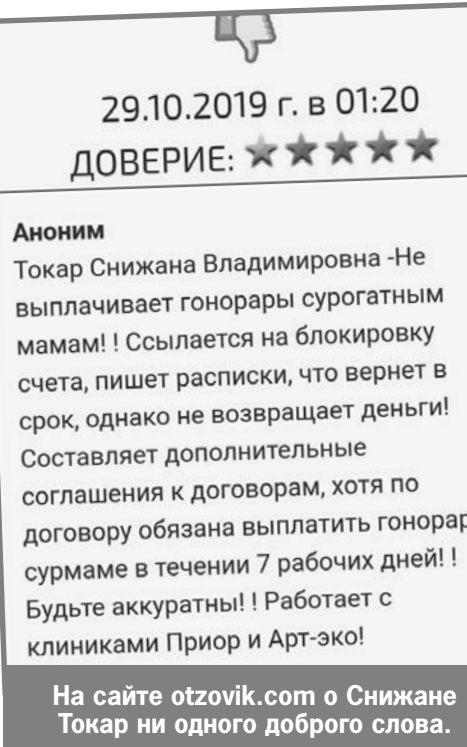 29.10.2019 г. в 01:20
ДОВЕРИЕ:
Аноним
Токар Снижана Владимировна -Не
выплачивает гонорары сурогатным
мамам! ! Ссылается на блокировку
счета, пишет расписки, что вернет в
срок, однако не возвращает деньги!
Составляет дополнительные
соглашения к договорам, хотя по
договору обязана выплатить гонорар
сурмаме в течении 7 рабочих дней! !
Будьте аккуратны! ! Работает с
клиниками Приор и Арт-эко!
На сайте otzovik.com о Снижане
Токар ни одного доброго слова.